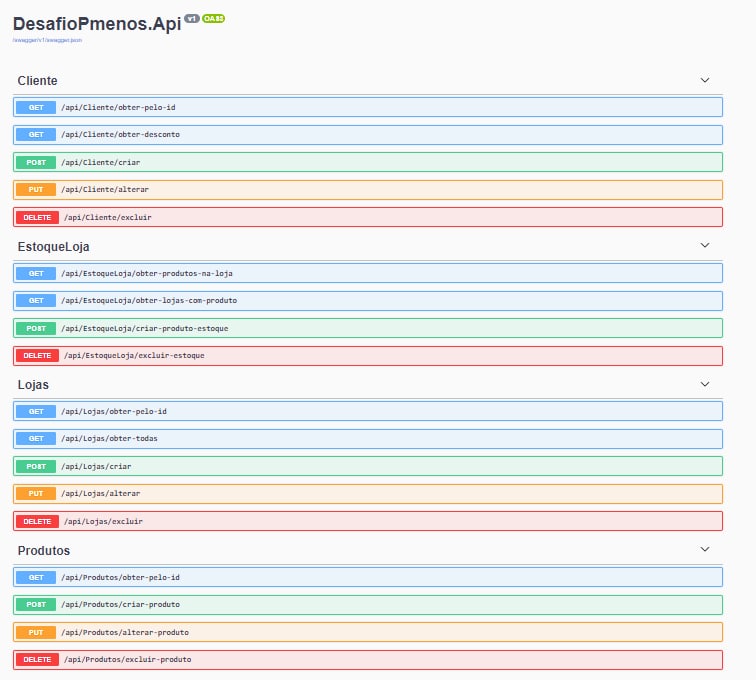 DesafioPmenos.Api v1 OAS3
/swagger/v1/swagger.json
Cliente
GET /api/Cliente/obter-pelo-id
GET /api/Cliente/obter-desconto
POST /api/Cliente/criar
PUT /api/Cliente/alterar
DELETE /api/Cliente/excluir
EstoqueLoja
GET /api/EstoqueLoja/obter-produtos-na-loja
GET /api/EstoqueLoja/obter-lojas-com-produto
POST /api/EstoqueLoja/criar-produto-estoque
DELETE /api/EstoqueLoja/excluir-estoque
Lojas
GET /api/Lojas/obter-pelo-id
GET /api/Lojas/obter-todas
POST /api/Lojas/criar
PUT /api/Lojas/alterar
DELETE /api/Lojas/excluir
Produtos
GET /api/Produtos/obter-pelo-id
POST /api/Produtos/criar-produto
PUT /api/Produtos/alterar-produto
DELETE /api/Produtos/excluir-produto